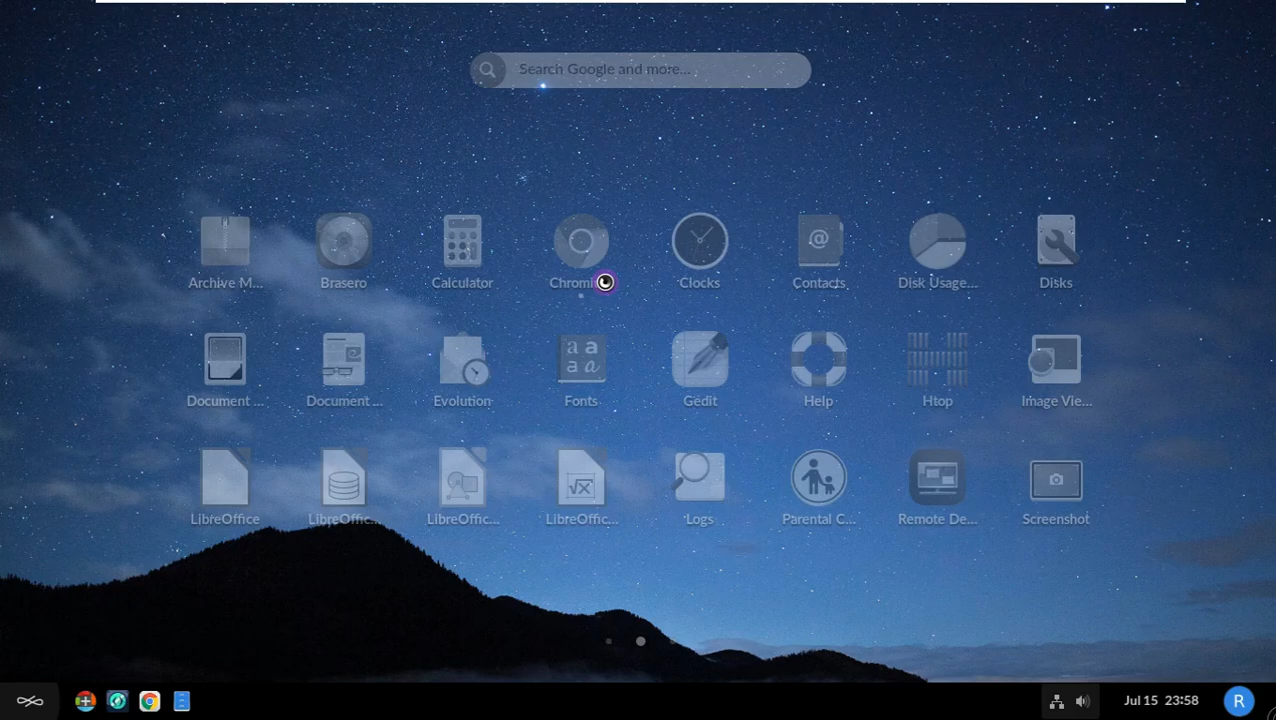 Search Google and more...
Archive M... Brasero Calculator Chromi Clocks Contacts Disk Usage... Disks
Document ... Document ... Evolution Fonts Gedit Help Htop Image Vie...
LibreOffice LibreOffic... LibreOffic... LibreOffic... Logs Parental C... Remote De... Screenshot
Jul 15 23:58 R